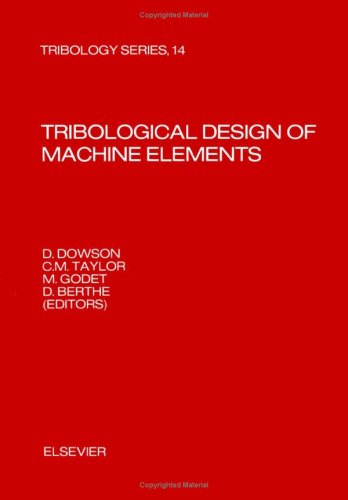 Copyrighted Material
TRIBOLOGY SERIES, 14
TRIBOLOGICAL DESIGN OF
MACHINE ELEMENTS
D. DOWSON
C.M. TAYLOR
M. GODET
D. BERTHE
(EDITORS)
ELSEVIER
Copyrighted Material